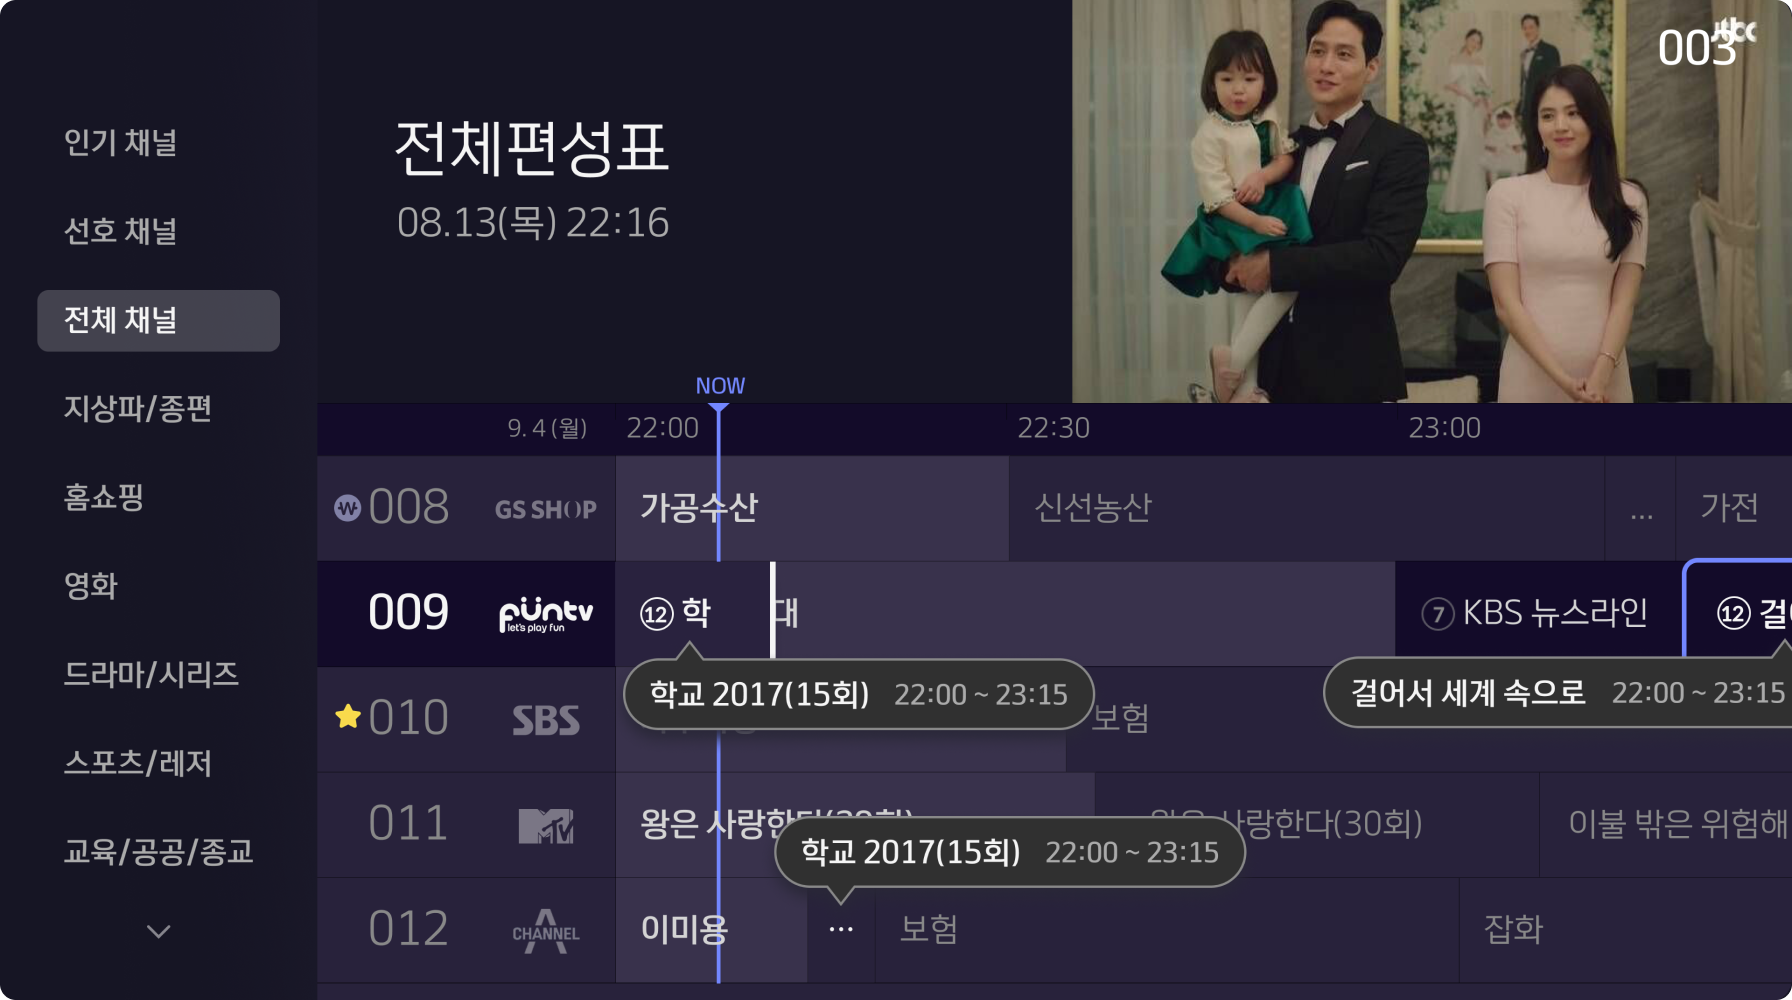 jtbc
003
인기 채널
선호 채널
전체 채널
지상파/종편
홈쇼핑
영화
드라마/시리즈
스포츠/레저
교육/공공/종교
전체편성표
08.13(목) 22:16
NOW
9. 4 (월) 22:00 22:30 23:00
W 008 GS SHOP 가공수산 신선농산 ... 가전
009 funtv let's play fun 12 학 대 7 KBS 뉴스라인 12 걸
학교 2017(15회) 22:00 ~ 23:15
걸어서 세계 속으로 22:00 ~ 23:15
010 SBS 보험
011 MTV 왕은 사랑한다(29회) 사랑한다(30회) 이불 밖은 위험해
학교 2017(15회) 22:00 ~ 23:15
012 CHANNEL A 이미용 ... 보험 잡화